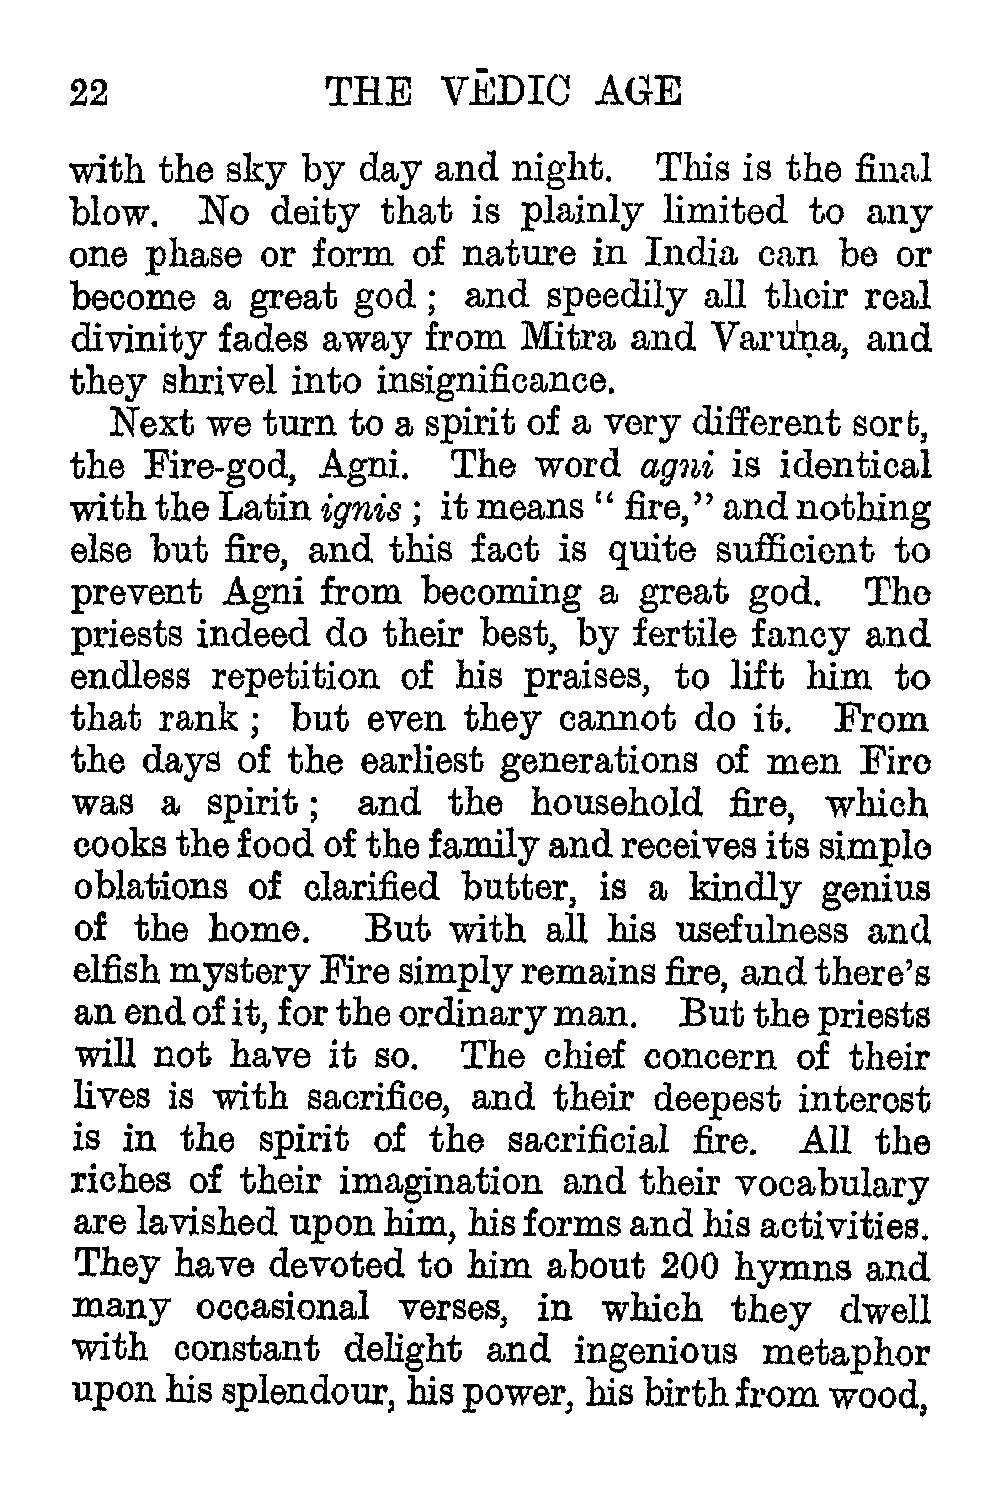 22 THE VĒDIC AGE
with the sky by day and night. This is the final
blow. No deity that is plainly limited to any
one phase or form of nature in India can be or
become a great god ; and speedily all their real
divinity fades away from Mitra and Varuṇa, and
they shrivel into insignificance.
Next we turn to a spirit of a very different sort,
the Fire-god, Agni. The word agni is identical
with the Latin ignis ; it means “ fire,” and nothing
else but fire, and this fact is quite sufficient to
prevent Agni from becoming a great god. The
priests indeed do their best, by fertile fancy and
endless repetition of his praises, to lift him to
that rank ; but even they cannot do it. From
the days of the earliest generations of men Fire
was a spirit ; and the household fire, which
cooks the food of the family and receives its simple
oblations of clarified butter, is a kindly genius
of the home. But with all his usefulness and
elfish mystery Fire simply remains fire, and there’s
an end of it, for the ordinary man. But the priests
will not have it so. The chief concern of their
lives is with sacrifice, and their deepest interest
is in the spirit of the sacrificial fire. All the
riches of their imagination and their vocabulary
are lavished upon him, his forms and his activities.
They have devoted to him about 200 hymns and
many occasional verses, in which they dwell
with constant delight and ingenious metaphor
upon his splendour, his power, his birth from wood,